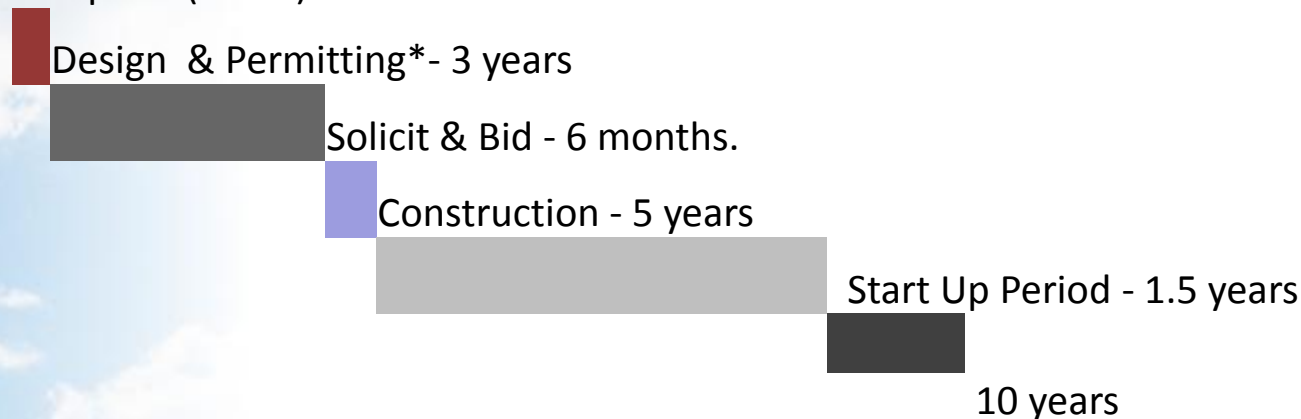 Design & Permitting*- 3 years
Solicit & Bid - 6 months.
Construction - 5 years
Start Up Period - 1.5 years
10 years